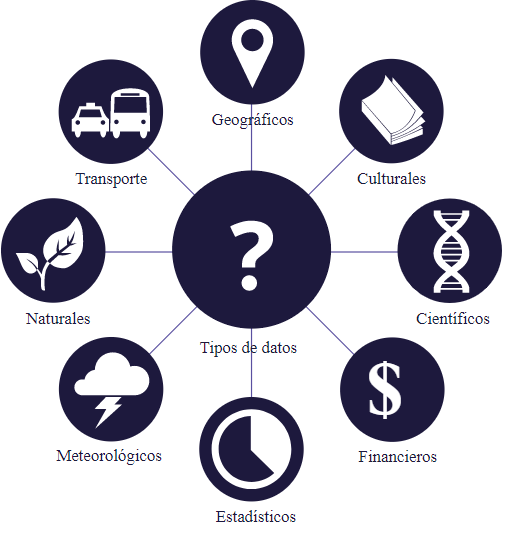 Geográficos
Transporte
Culturales
Naturales
Científicos
?
Tipos de datos
Meteorológicos
$
Financieros
Estadísticos